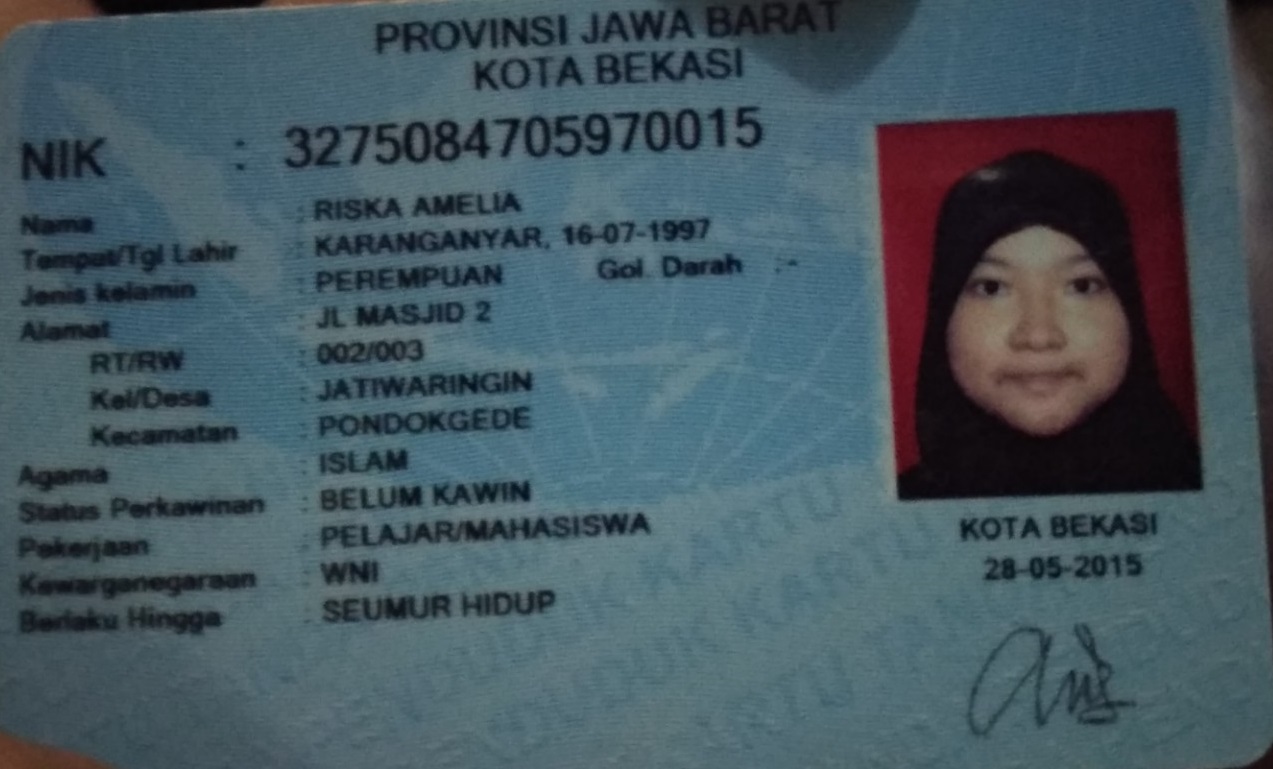 PROVINSI JAWA BARAT
KOTA BEKASI
NIK : 3275084705970015
Nama : RISKA AMELIA
Tempat/Tgl Lahir : KARANGANYAR, 16-07-1997
Jenis kelamin : PEREMPUAN Gol. Darah : -
Alamat : JL MASJID 2
RT/RW : 002/003
Kel/Desa : JATIWARINGIN
Kecamatan : PONDOKGEDE
Agama : ISLAM
Status Perkawinan : BELUM KAWIN
Pekerjaan : PELAJAR/MAHASISWA
Kewarganegaraan : WNI
Berlaku Hingga : SEUMUR HIDUP
KOTA BEKASI
28-05-2015